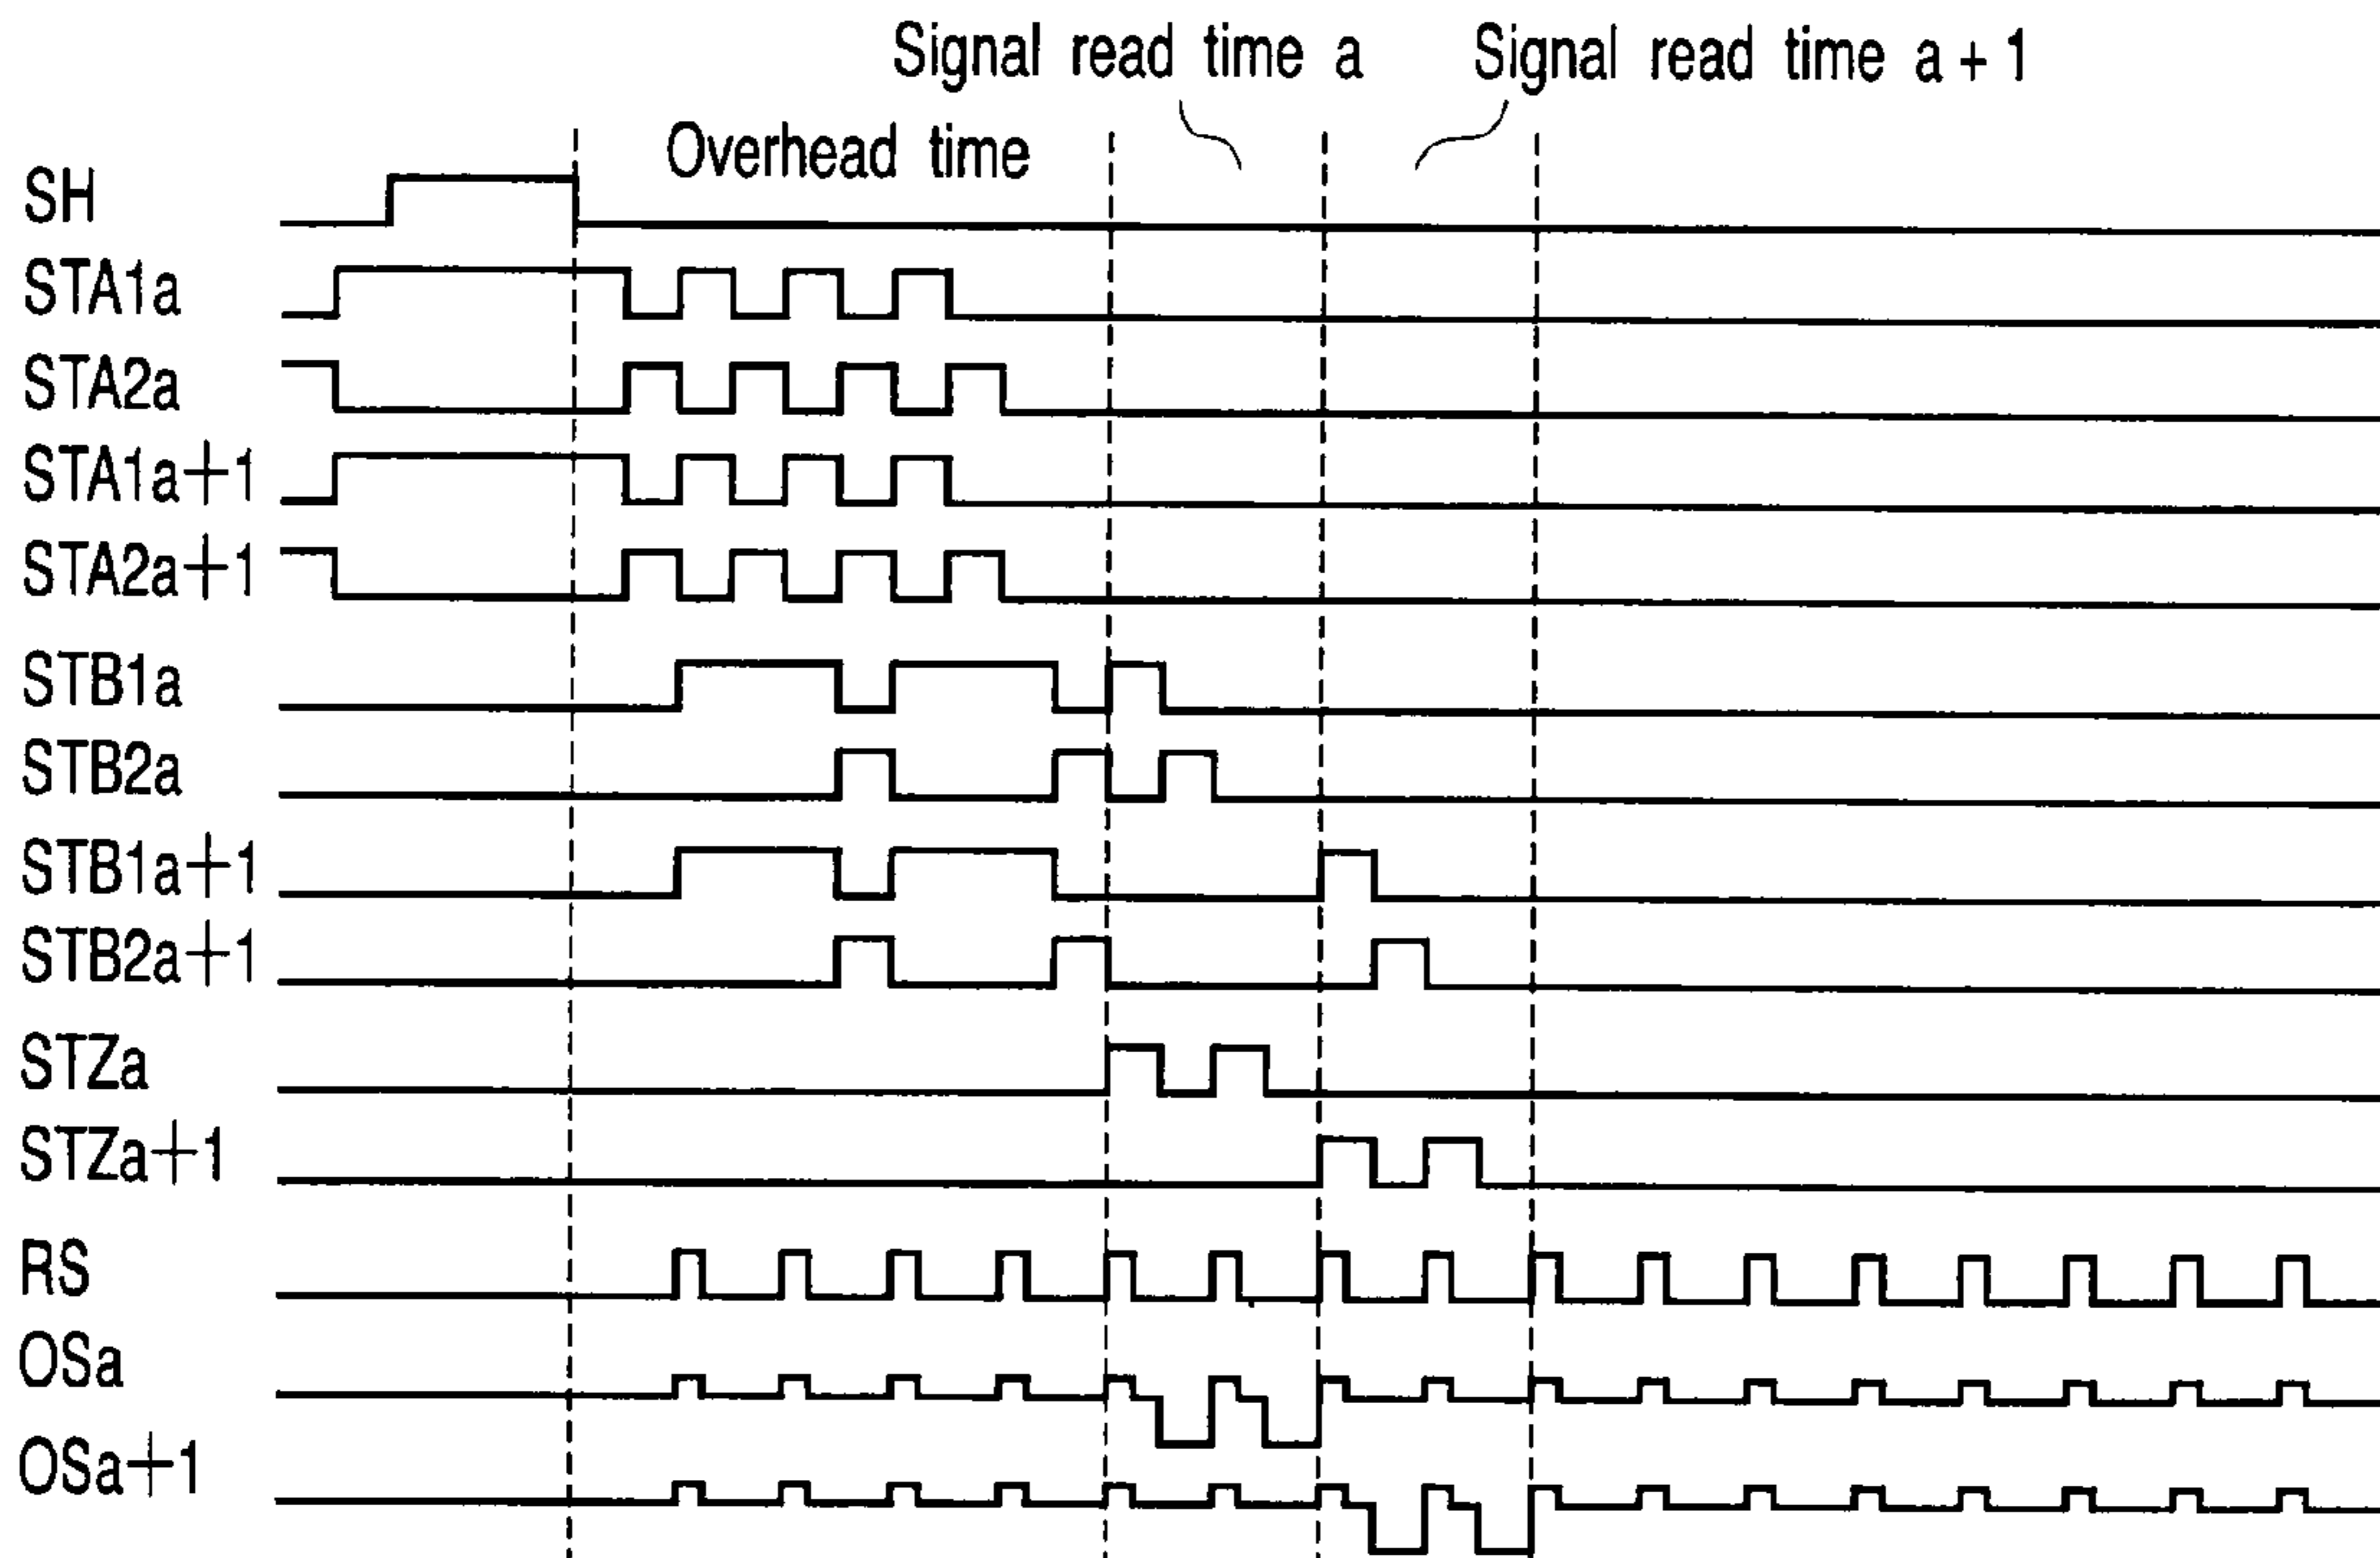 Signal read time a
Signal read time a + 1
Overhead time
SH
STA1a
STA2a
STA1a+1
STA2a+1
STB1a
STB2a
STB1a+1
STB2a+1
STZa
STZa+1
RS
OSa
OSa+1